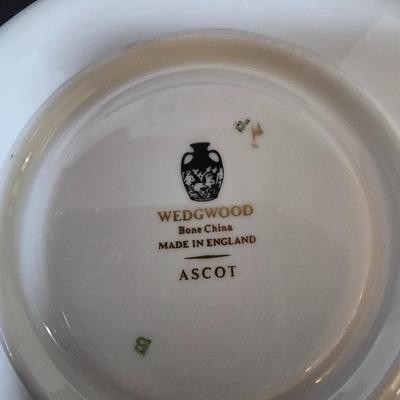 WEDGWOOD
Bone China
MADE IN ENGLAND
ASCOT